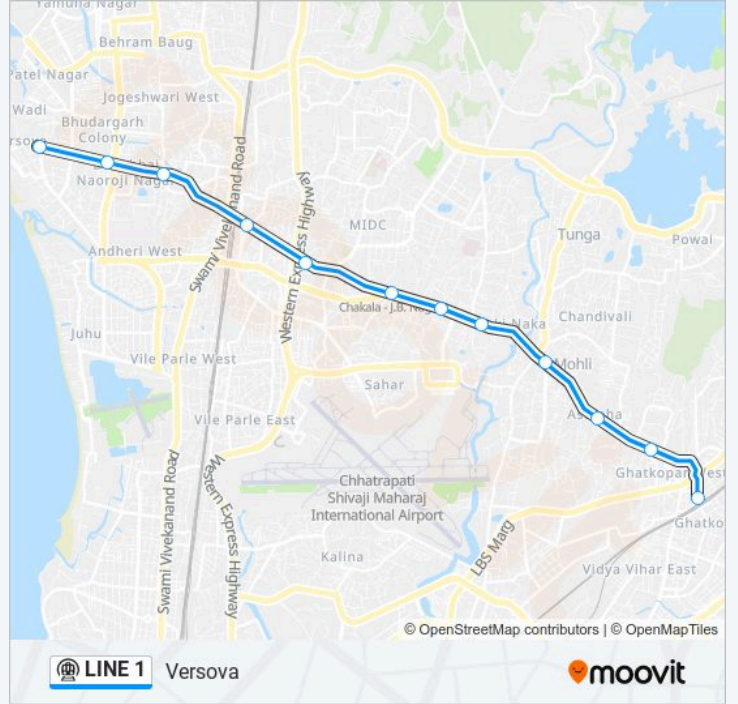 Yamuna Nagar
Behram Baug
Patel Nagar
Jogeshwari West
Wadi
Bhudargarh
Colony
Naoroji Nagar
Swami Vivekanand Road
Western Express Highway
MIDC
Tunga
Powai
Andheri West
Chakala - J.B. Nagar
Naka
Chandivali
Juhu
Vile Parle West
Mohli
Sahar
Vile Parle East
Ghatkopar West
Chhatrapati
Shivaji Maharaj
International Airport
Swami Vivekanand Road
Western Express Highway
LBS Marg
Kalina
Vidya Vihar East
© OpenStreetMap contributors | © OpenMapTiles
LINE 1
Versova
moovit